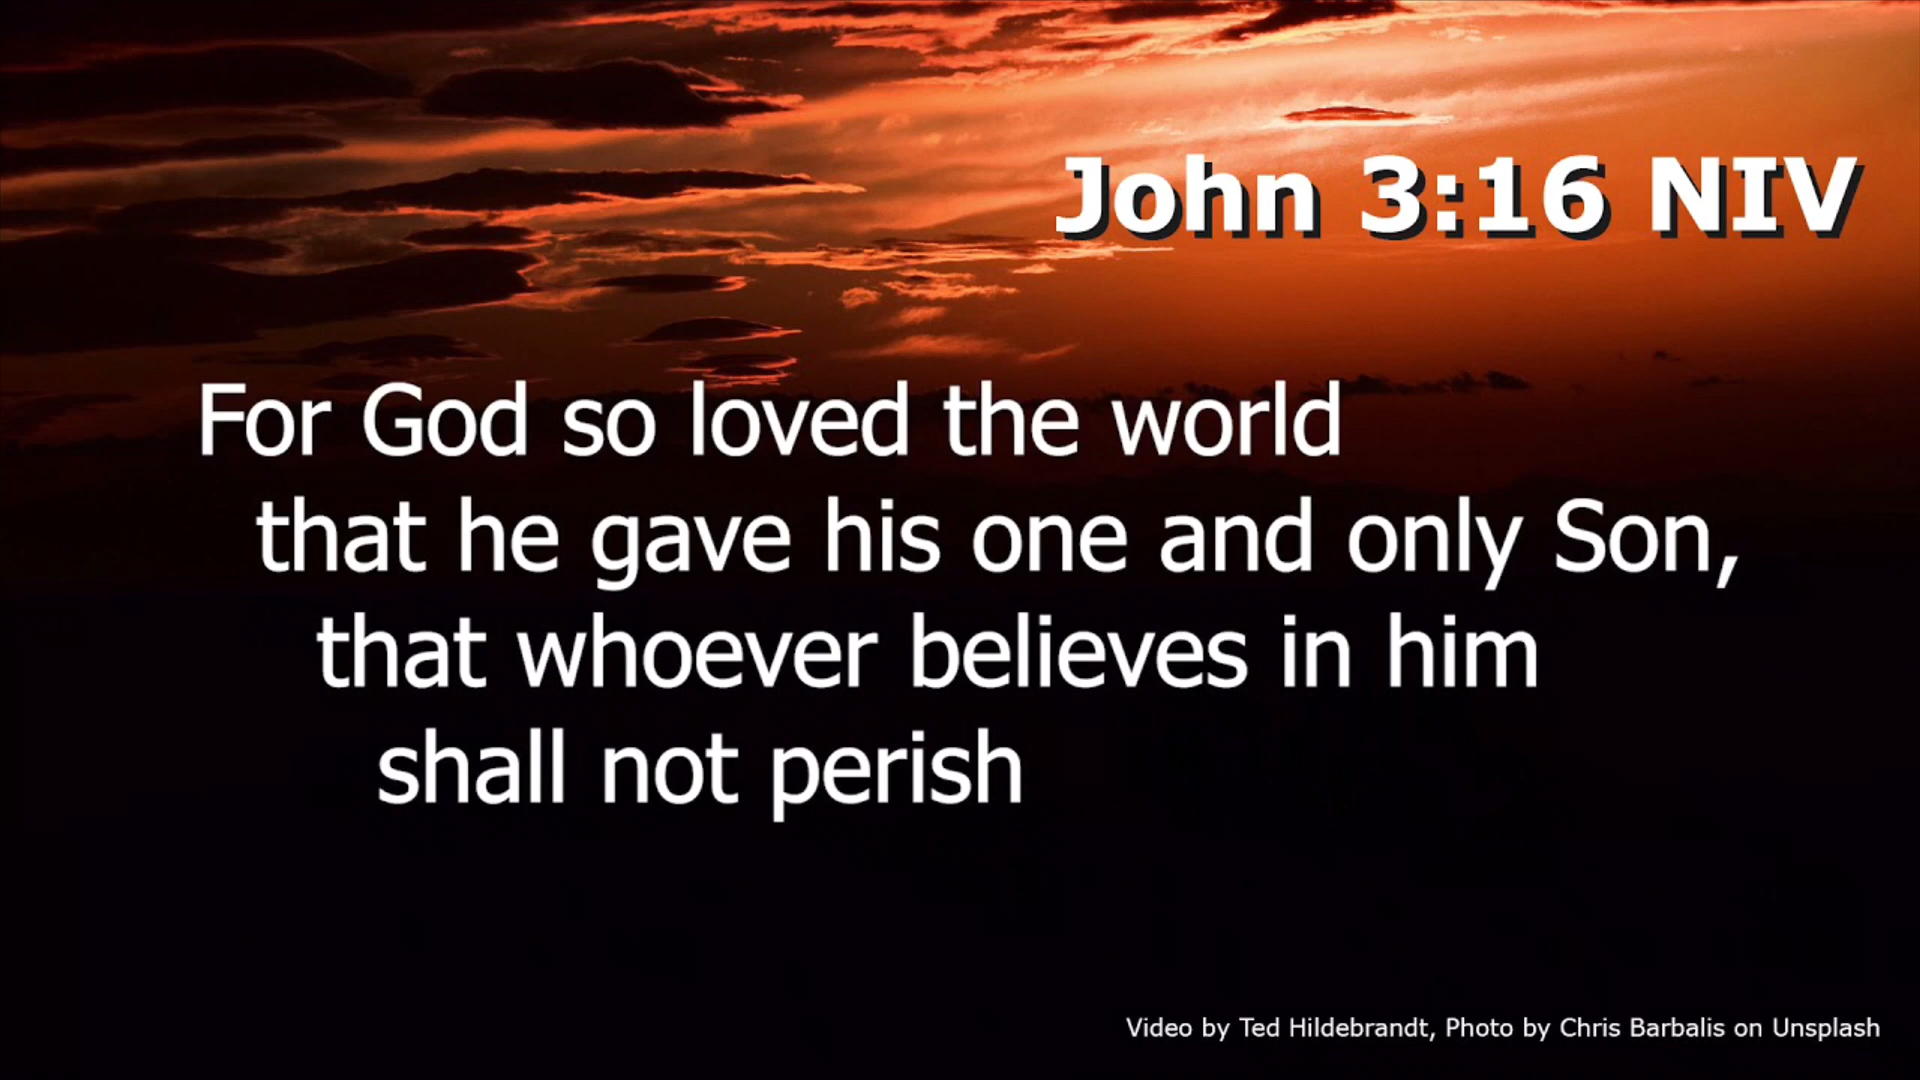 John 3:16 NIV
For God so loved the world
that he gave his one and only Son,
that whoever believes in him
shall not perish
Video by Ted Hildebrandt, Photo by Chris Barbalis on Unsplash